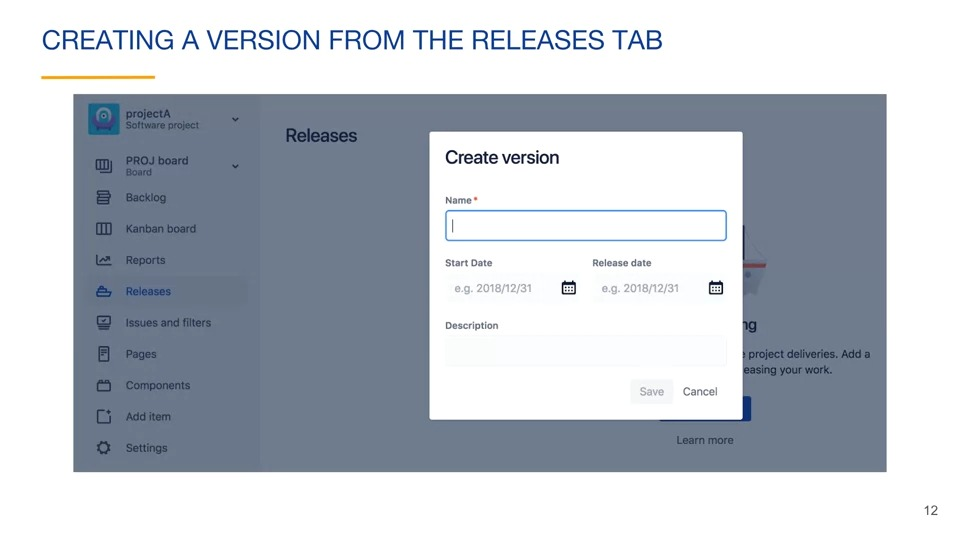 CREATING A VERSION FROM THE RELEASES TAB
projectA
Software project
PROJ board
Board
Backlog
Kanban board
Reports
Releases
Issues and filters
Pages
Components
Add item
Settings
Releases
Create version
Name *
Start Date Release date
e.g. 2018/12/31 e.g. 2018/12/31
Description
Save Cancel
project deliveries. Add a
your work.
Learn more
12